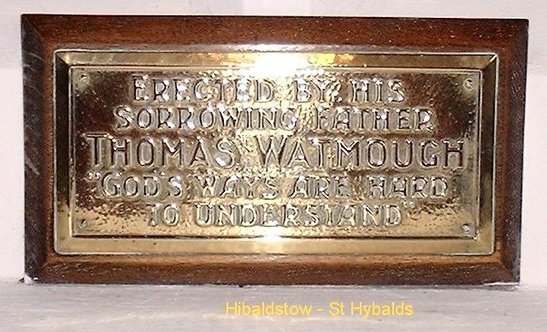 ERECTED BY HIS
SORROWING FATHER
THOMAS WATMOUGH
"GOD'S WAYS ARE HARD
TO UNDERSTAND"
Hibaldstow - St Hybalds